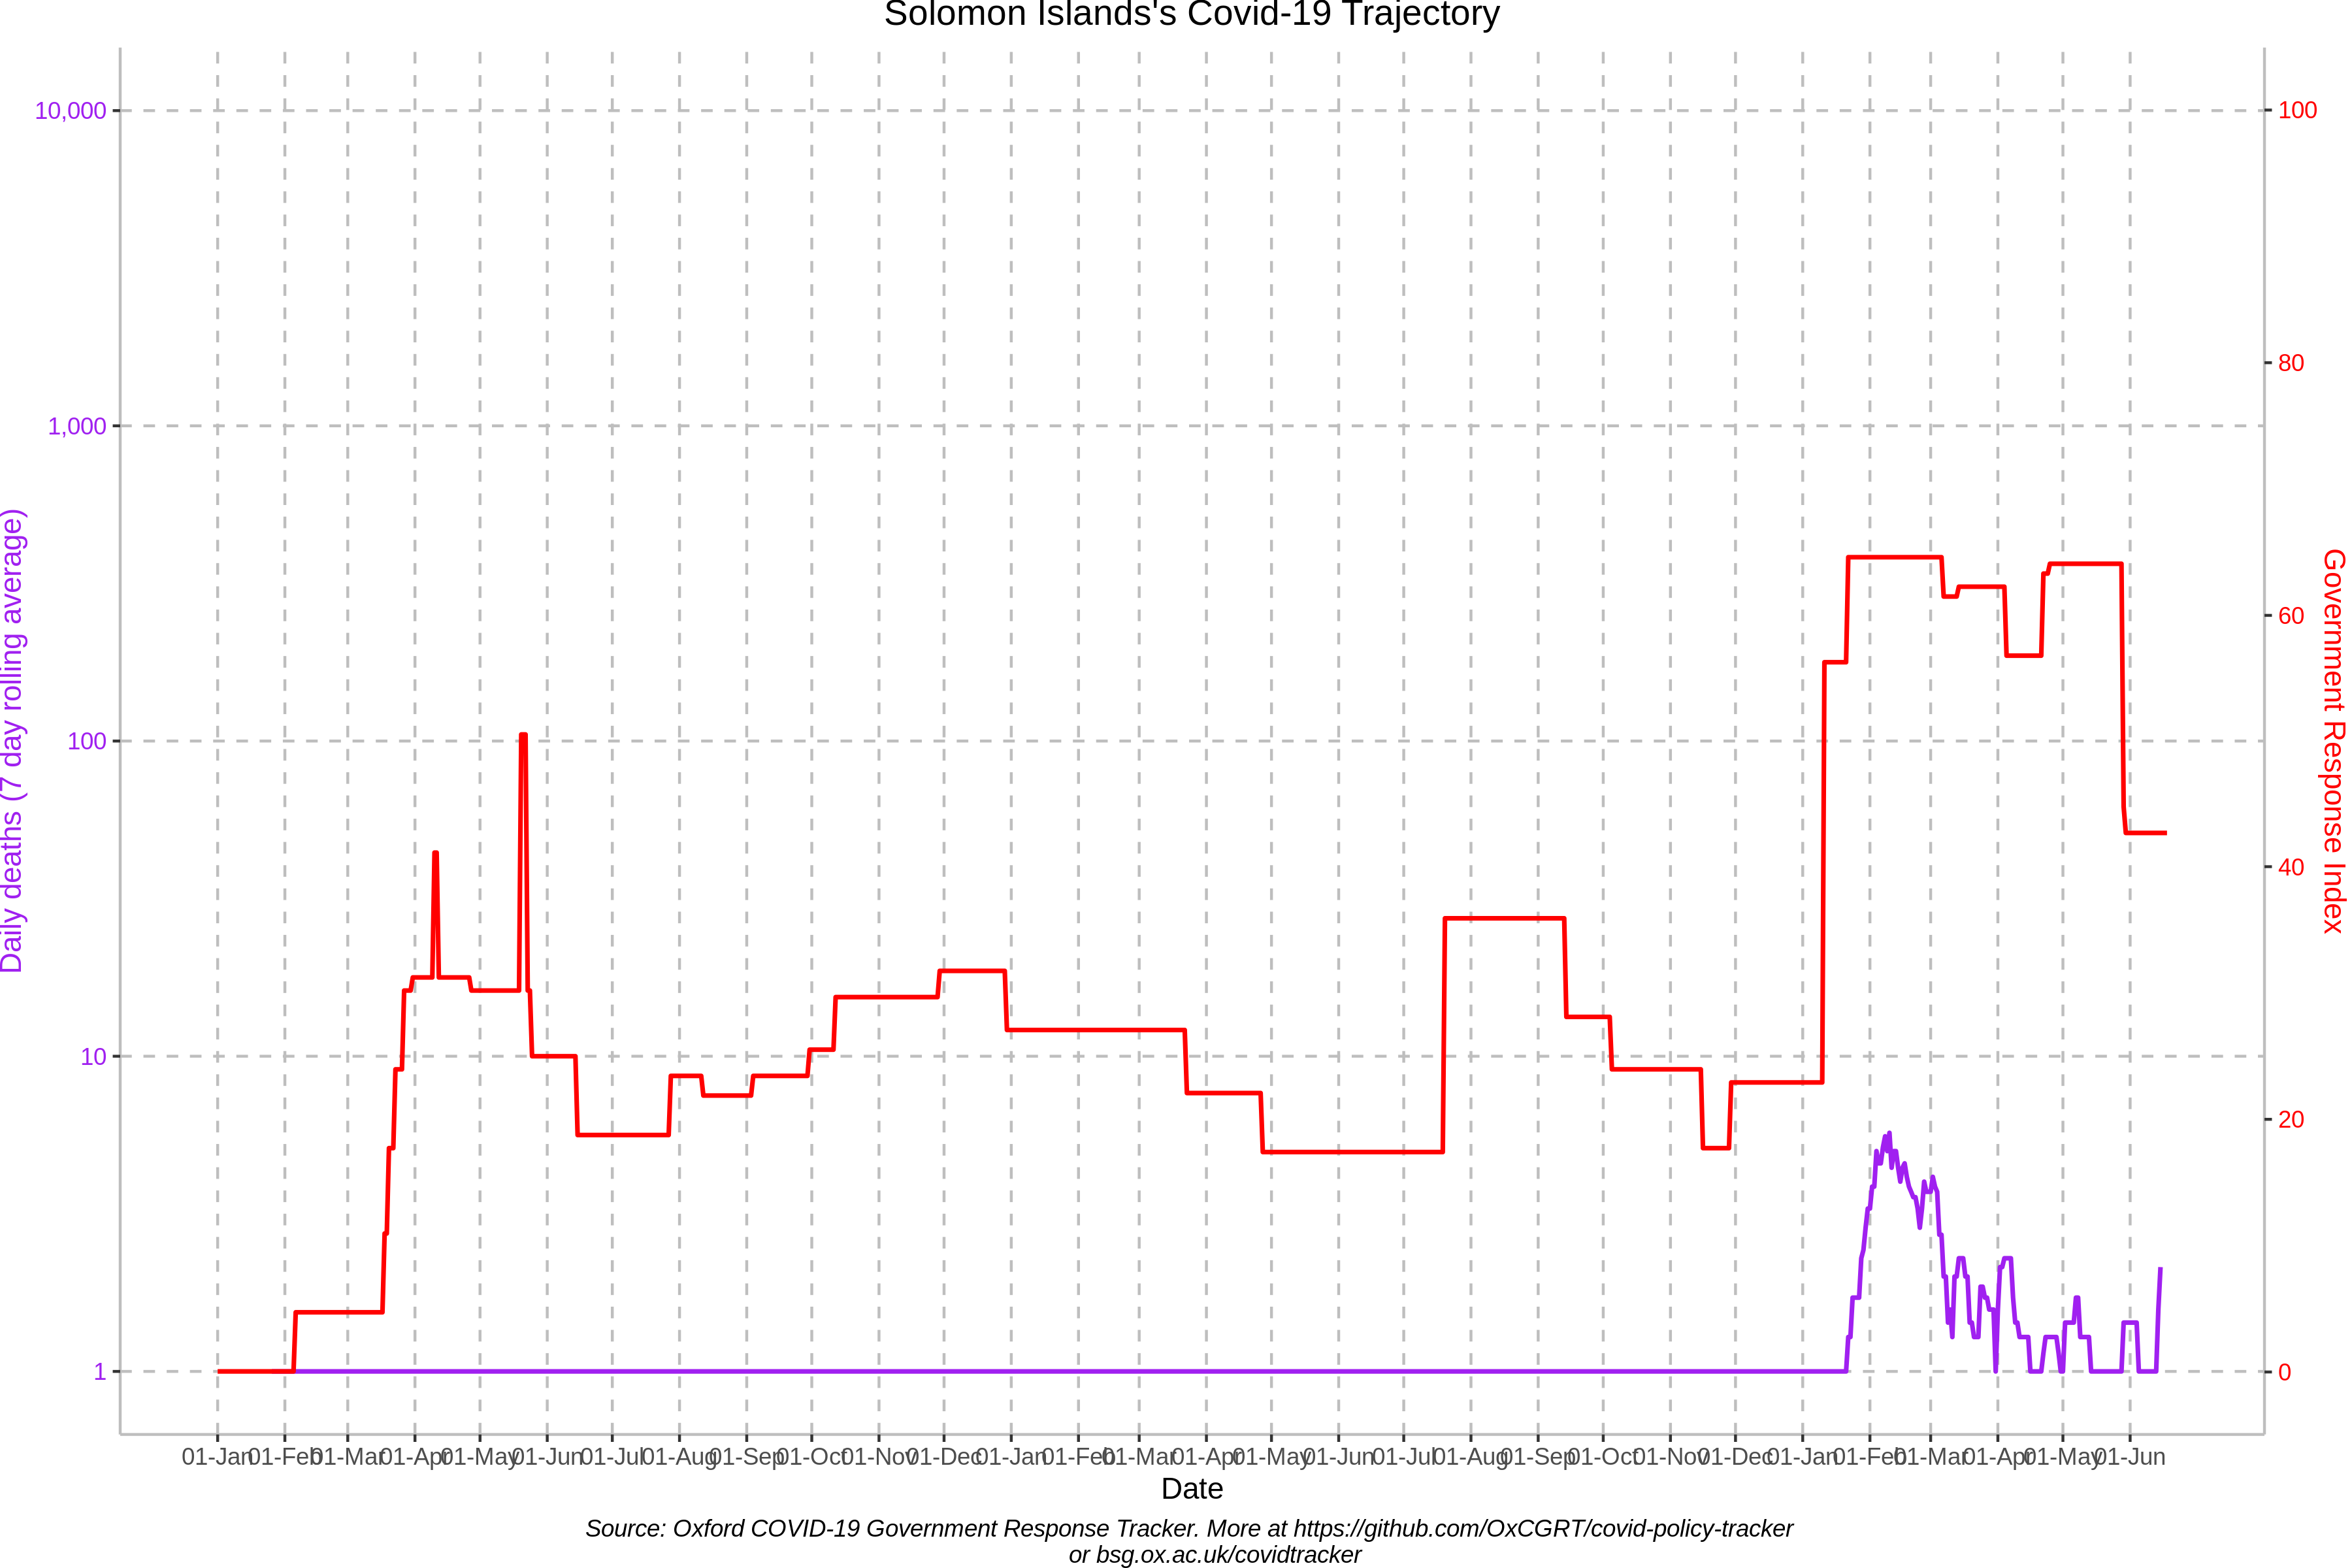 Solomon Islands's Covid-19 Trajectory
10,000
1,000
100
10
1
Daily deaths (7 day rolling average)
100
80
60
40
20
0
Government Response Index
01-Jan 01-Feb 01-Mar 01-Apr 01-May 01-Jun 01-Jul 01-Aug 01-Sep 01-Oct 01-Nov 01-Dec 01-Jan 01-Feb 01-Mar 01-Apr 01-May 01-Jun 01-Jul 01-Aug 01-Sep 01-Oct 01-Nov 01-Dec 01-Jan 01-Feb 01-Mar 01-Apr 01-May 01-Jun
Date
Source: Oxford COVID-19 Government Response Tracker. More at https://github.com/OxCGRT/covid-policy-tracker
or bsg.ox.ac.uk/covidtracker